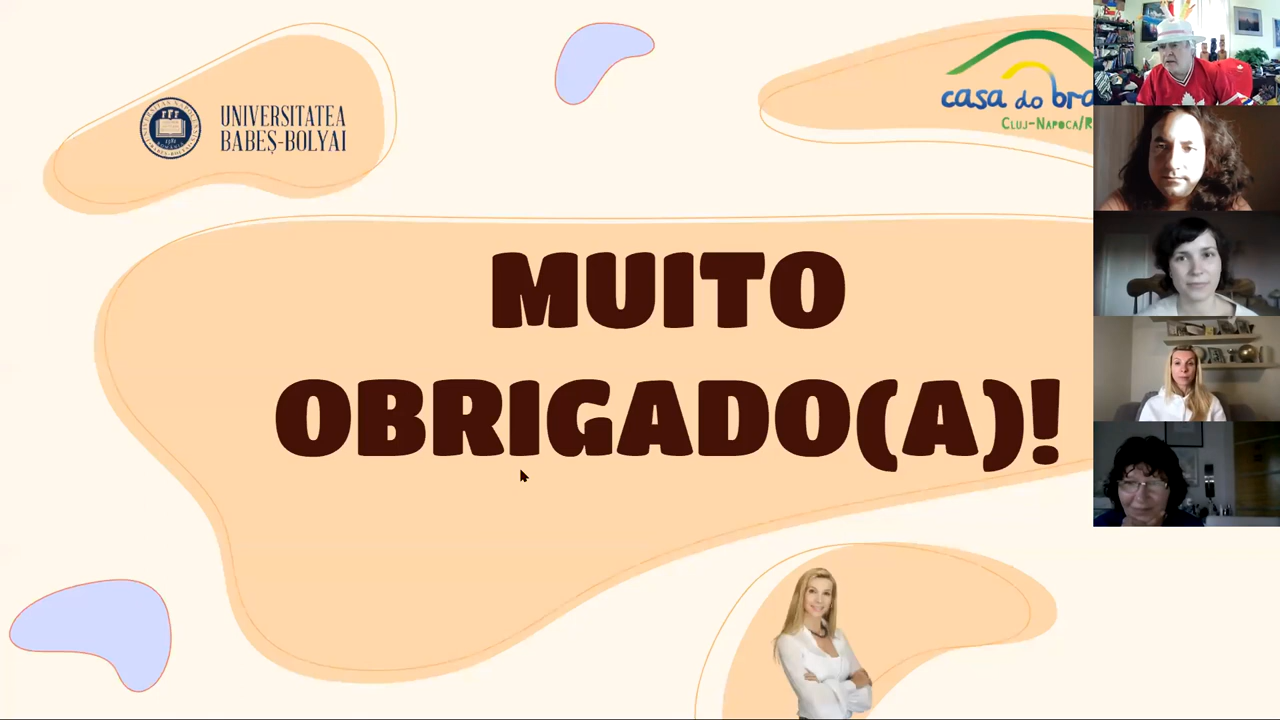 UNIVERSITATEA
BABEȘ-BOLYAI
casa do bra
CLUJ-NAPOCA/R
MUITO
OBRIGADO(A)!